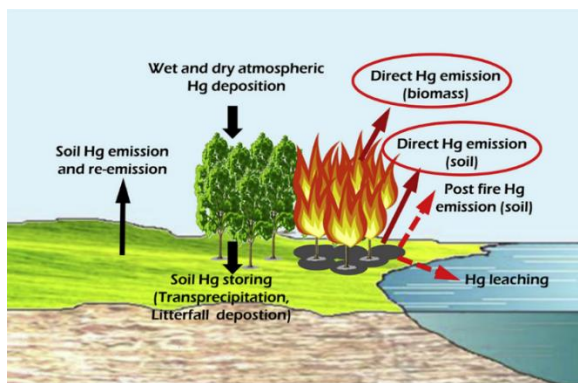 Wet and dry atmospheric
Hg deposition
Direct Hg emission
(biomass)
Soil Hg emission
and re-emission
Direct Hg emission
(soil)
Post fire Hg
emission (soil)
Soil Hg storing
(Transprecipitation,
Litterfall depostion)
Hg leaching